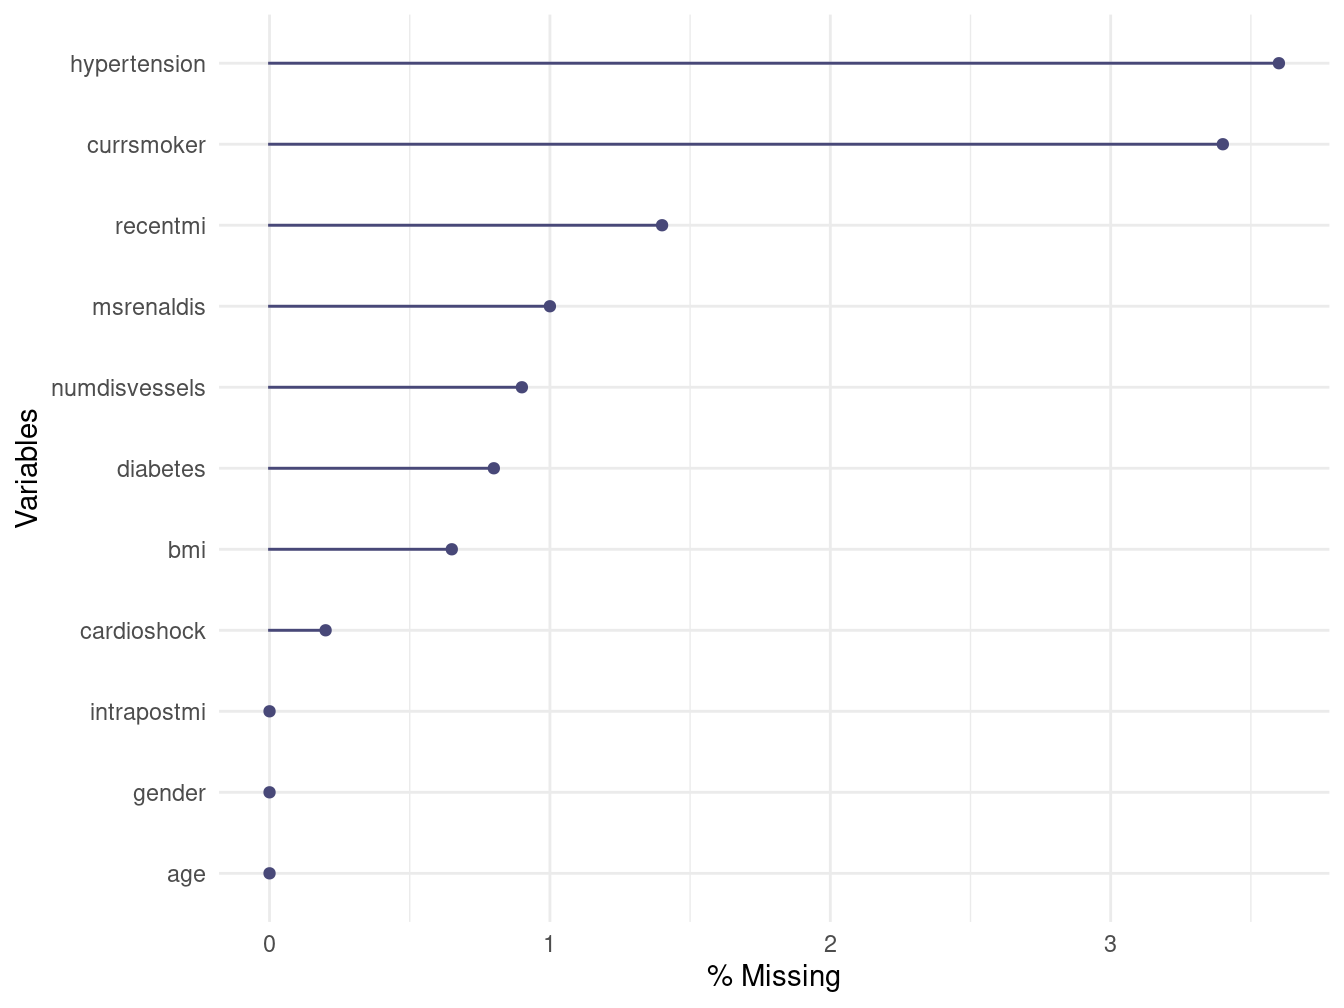 hypertension
currsmoker
recentmi
msrenaldis
numdisvessels
diabetes
bmi
cardioshock
intrapostmi
gender
age
Variables
0 1 2 3
% Missing